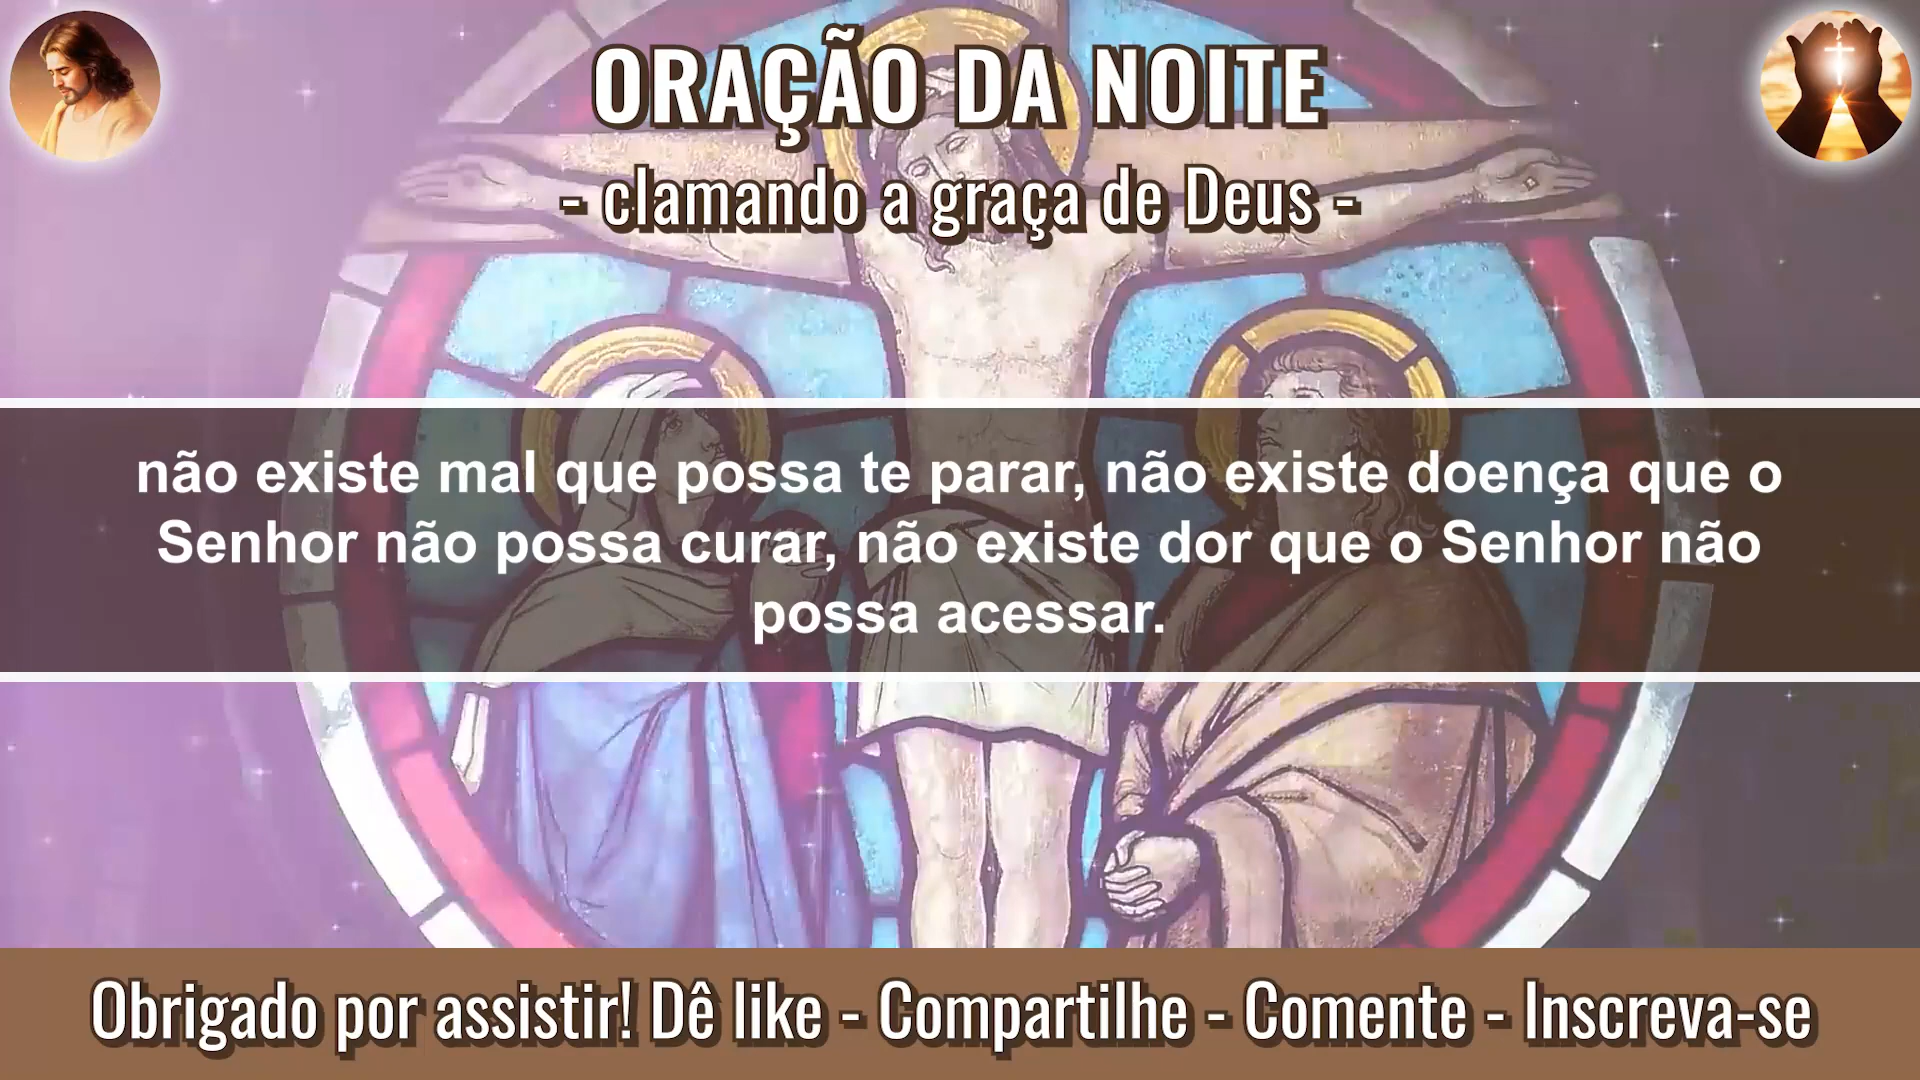 ORAÇÃO DA NOITE
- clamando a graça de Deus -
não existe mal que possa te parar, não existe doença que o
Senhor não possa curar, não existe dor que o Senhor não
possa acessar.
Obrigado por assistir! Dê like - Compartilhe - Comente - Inscreva-se